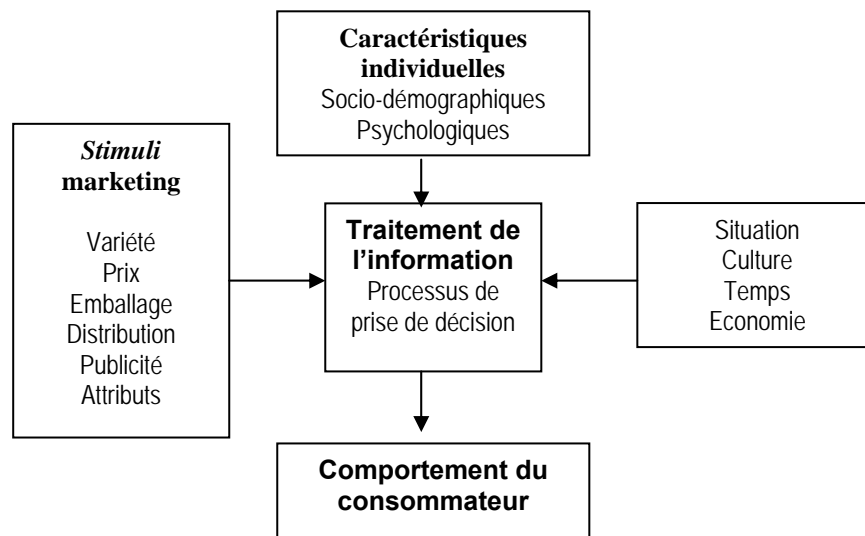 Caractéristiques
individuelles
Socio-démographiques
Psychologiques
Stimuli
marketing
Variété
Prix
Emballage
Distribution
Publicité
Attributs
Traitement de
l’information
Processus de
prise de décision
Situation
Culture
Temps
Economie
Comportement du
consommateur